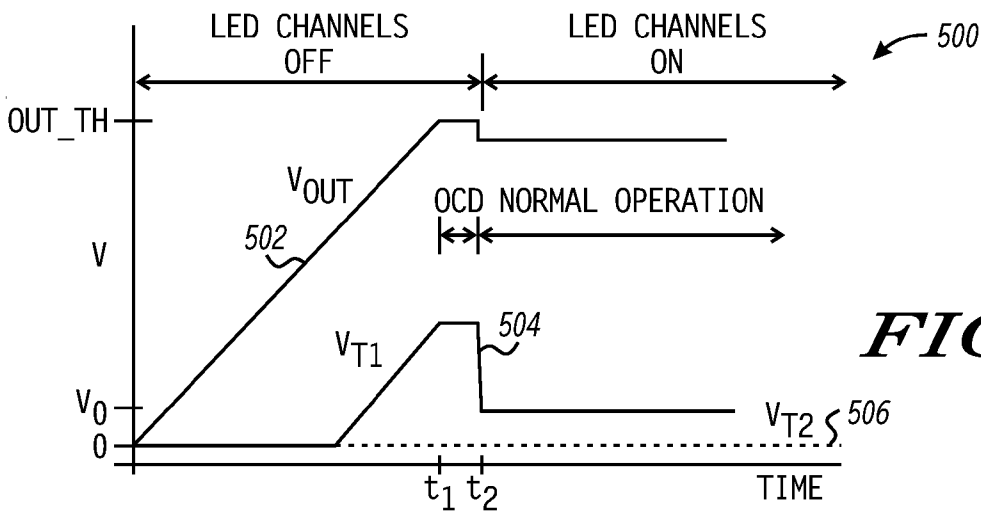 LED CHANNELS
OFF
LED CHANNELS
ON
500
OUT_TH
VOUT
OCD NORMAL OPERATION
502
V
504
VT1
FIG
V0
VT2
506
0
t1
t2
TIME